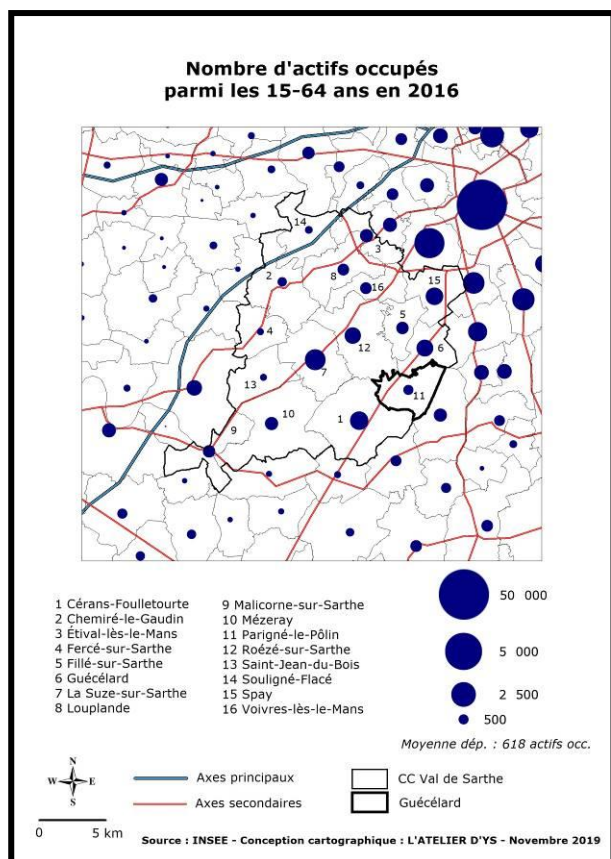 Nombre d'actifs occupés
parmi les 15-64 ans en 2016
14
3
2
8
16
15
4
5
12
6
7
13
11
10
1
9
1 Cérans-Foulletourte
2 Chemiré-le-Gaudin
3 Étival-lès-le Mans
4 Fercé-sur-Sarthe
5 Fillé-sur-Sarthe
6 Guécélard
7 La Suze-sur-Sarthe
8 Louplande
9 Malicorne-sur-Sarthe
10 Mézeray
11 Parigné-le-Pôlin
12 Roézé-sur-Sarthe
13 Saint-Jean-du-Bois
14 Souligné-Flacé
15 Spay
16 Voivres-lès-le-Mans
50 000
5 000
2 500
500
Moyenne dép. : 618 actifs occ.
N
W E
S
Axes principaux
Axes secondaires
CC Val de Sarthe
Guécélard
0 5 km
Source : INSEE - Conception cartographique : L'ATELIER D'YS - Novembre 2019